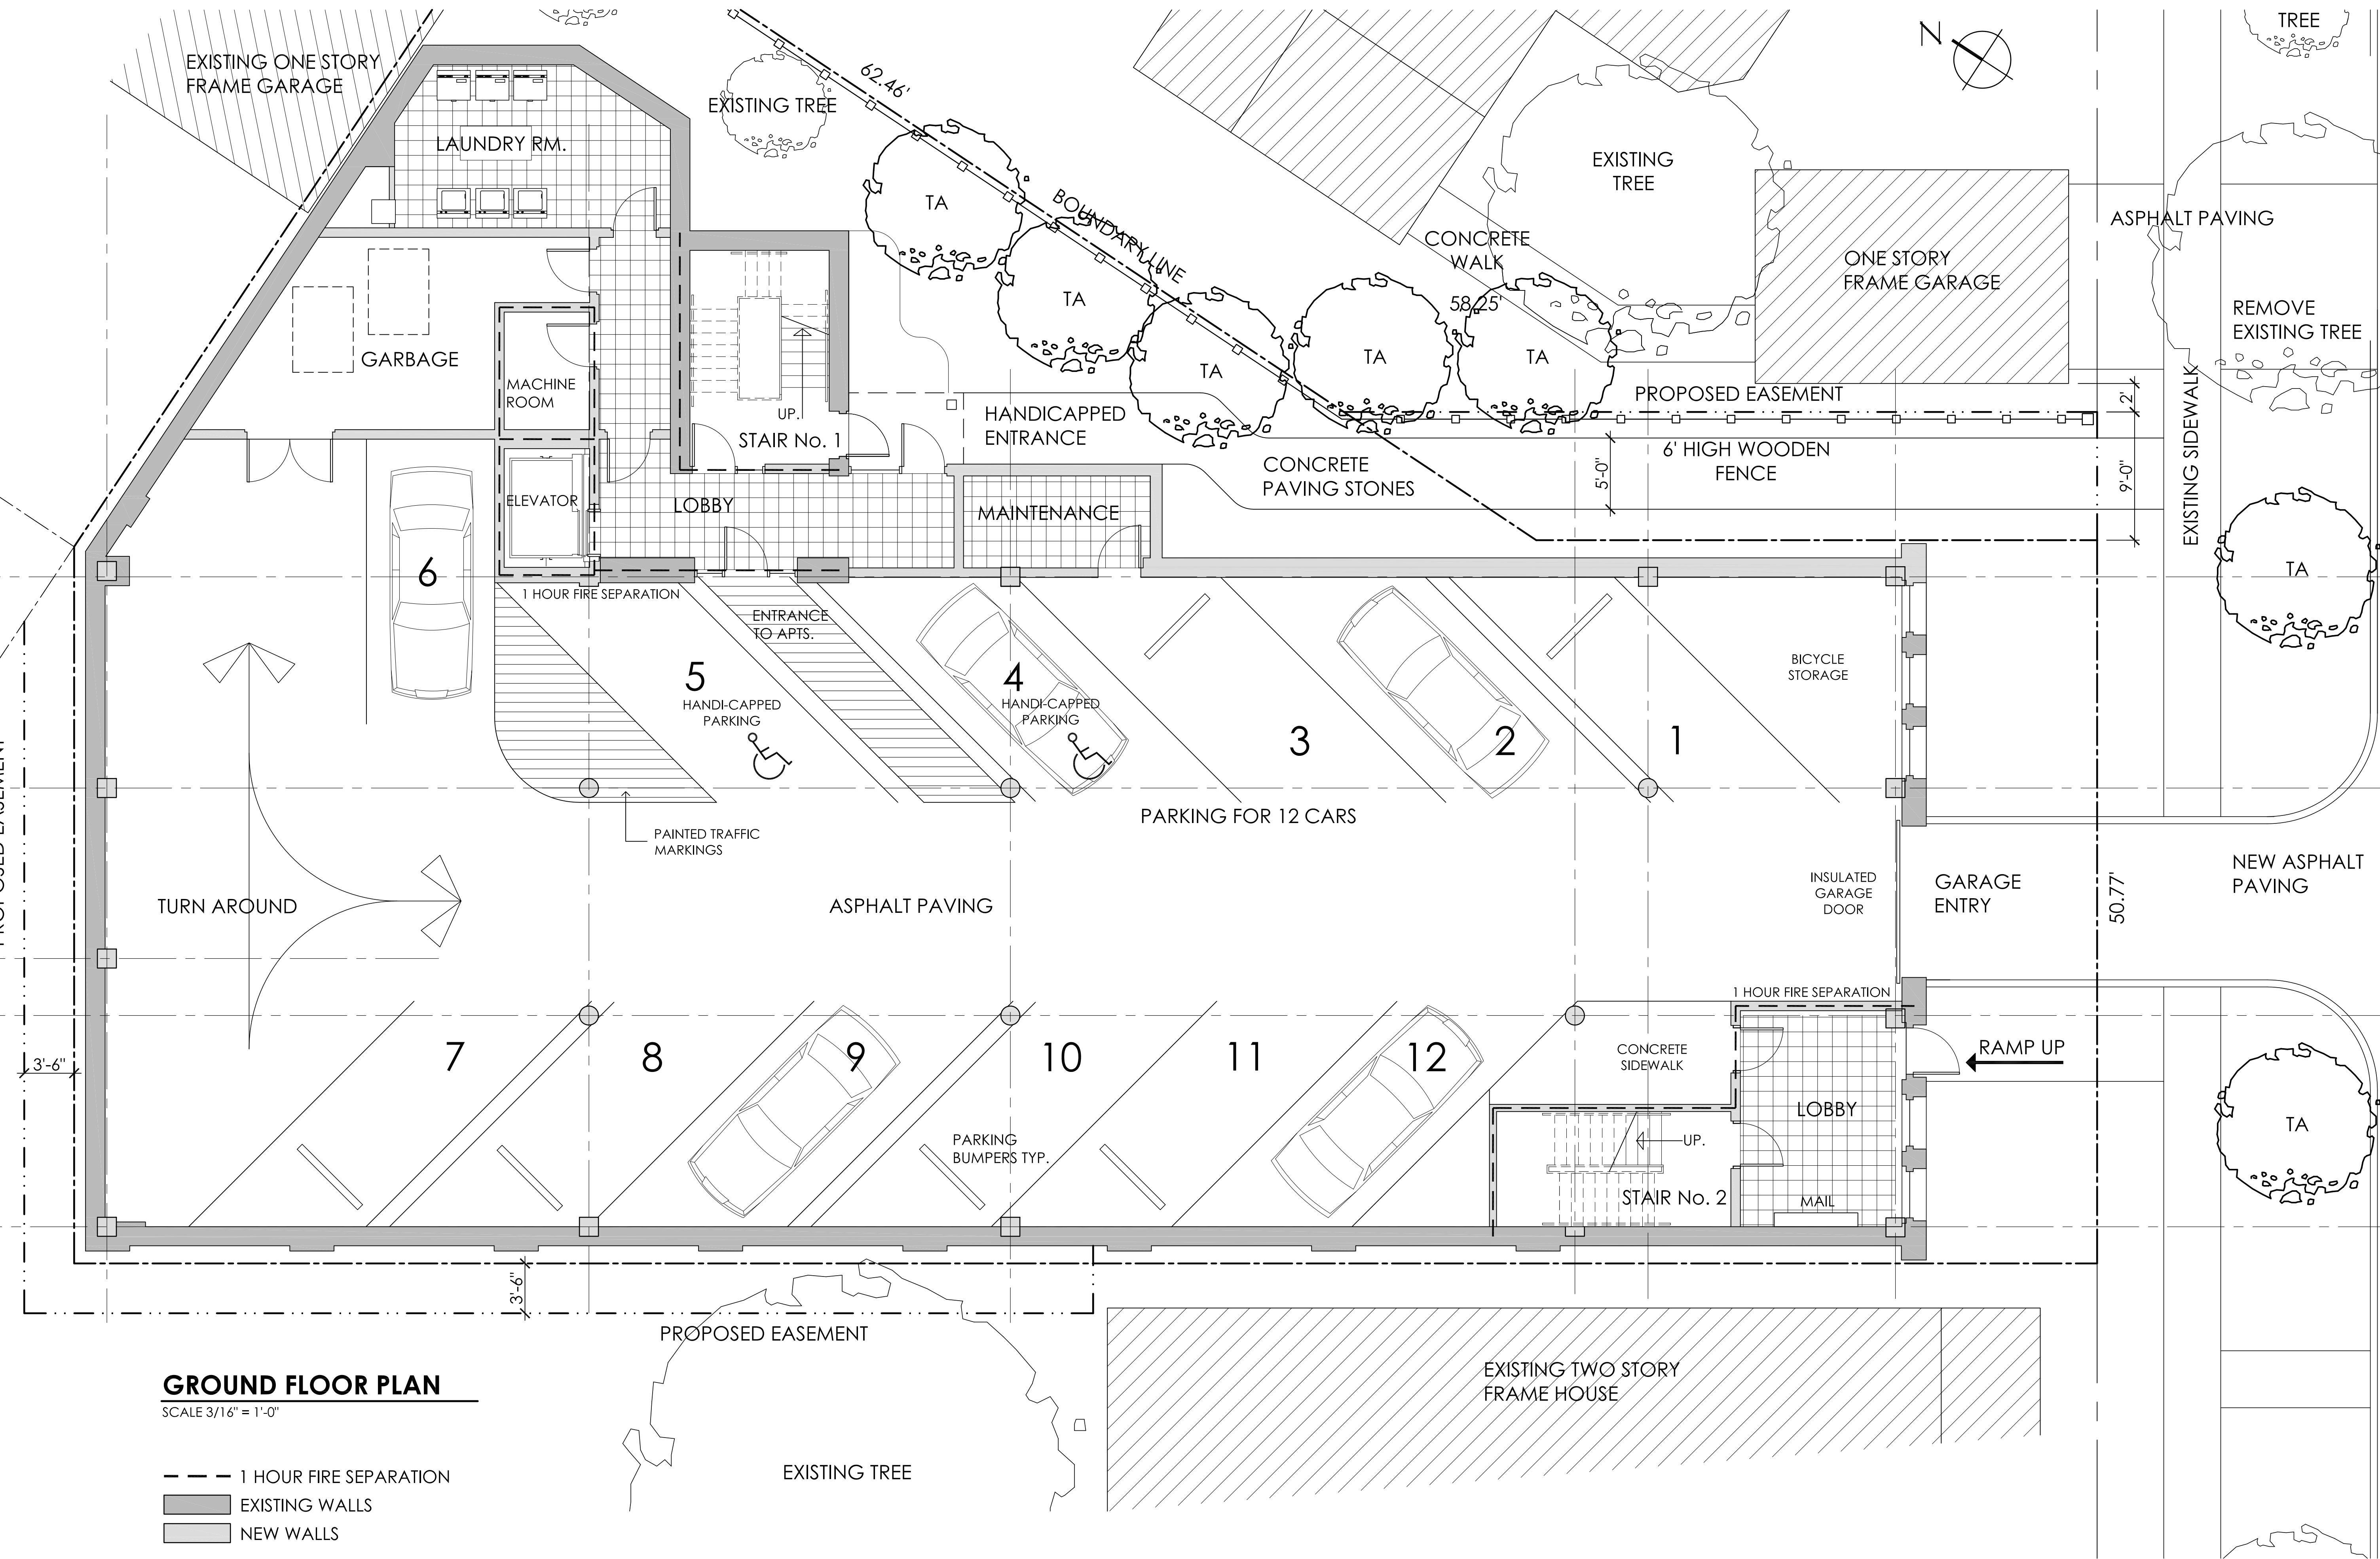 TREE
N
EXISTING ONE STORY
FRAME GARAGE
62.46'
EXISTING TREE
LAUNDRY RM.
EXISTING
TREE
TA
BOUNDARY LINE
ASPHALT PAVING
CONCRETE
WALK
ONE STORY
FRAME GARAGE
TA
58.25'
REMOVE
EXISTING TREE
GARBAGE
TA
TA
TA
MACHINE
ROOM
PROPOSED EASEMENT
2'
UP.
HANDICAPPED
ENTRANCE
STAIR No. 1
6' HIGH WOODEN
FENCE
EXISTING SIDEWALK
CONCRETE
PAVING STONES
5'-0"
9'-0"
ELEVATOR
LOBBY
MAINTENANCE
6
TA
1 HOUR FIRE SEPARATION
ENTRANCE
TO APTS.
5
HANDI-CAPPED
PARKING
4
HANDI-CAPPED
PARKING
BICYCLE
STORAGE
3
2
1
PROPOSED EASEMENT
PARKING FOR 12 CARS
PAINTED TRAFFIC
MARKINGS
TURN AROUND
ASPHALT PAVING
INSULATED
GARAGE
DOOR
GARAGE
ENTRY
50.77'
NEW ASPHALT
PAVING
1 HOUR FIRE SEPARATION
3'-6"
7
8
9
10
11
12
CONCRETE
SIDEWALK
RAMP UP
LOBBY
TA
PARKING
BUMPERS TYP.
UP.
STAIR No. 2
MAIL
3'-6"
PROPOSED EASEMENT
EXISTING TWO STORY
FRAME HOUSE
GROUND FLOOR PLAN
SCALE 3/16" = 1'-0"
EXISTING TREE
1 HOUR FIRE SEPARATION
EXISTING WALLS
NEW WALLS